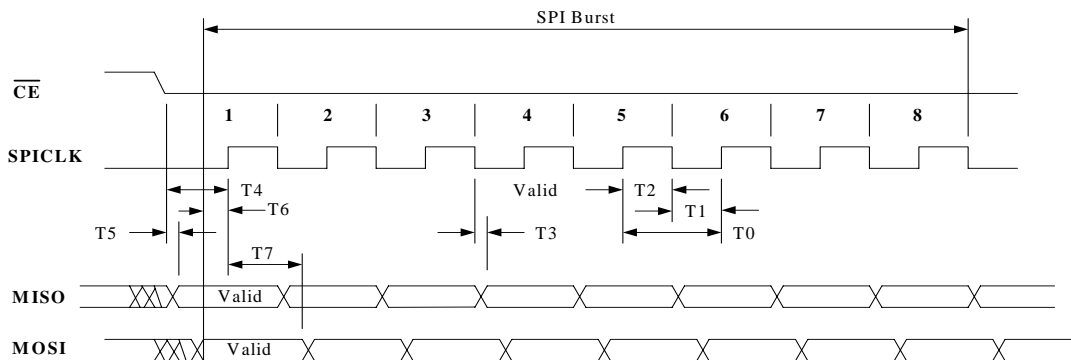 SPI Burst
CE
1 2 3 4 5 6 7 8
SPICLK
T4 Valid T2
T6 T1
T5 T3 T0
T7
MISO Valid
MOSI Valid